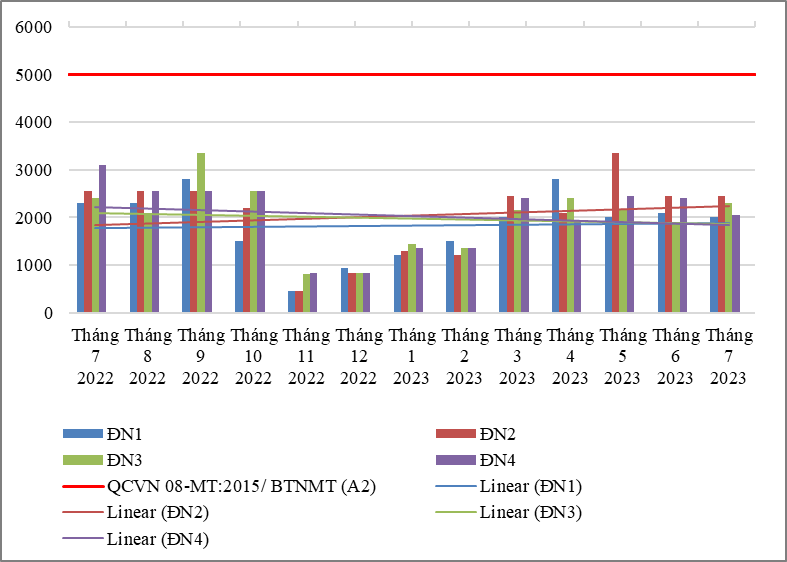 6000
5000
4000
3000
2000
1000
0
Tháng Tháng Tháng Tháng Tháng Tháng Tháng Tháng Tháng Tháng Tháng Tháng Tháng
7 8 9 10 11 12 1 2 3 4 5 6 7
2022 2022 2022 2022 2022 2022 2023 2023 2023 2023 2023 2023 2023
ĐN1 ĐN2
ĐN3 ĐN4
QCVN 08-MT:2015/ BTNMT (A2) Linear (ĐN1)
Linear (ĐN2) Linear (ĐN3)
Linear (ĐN4)